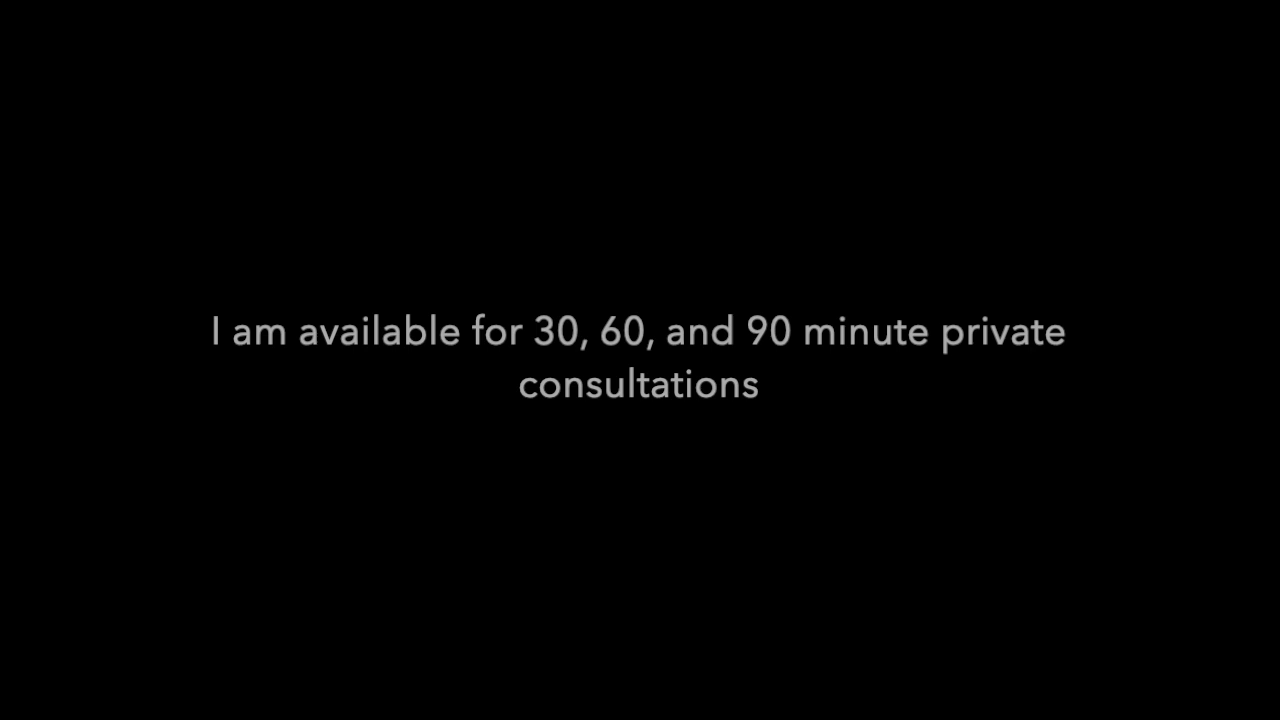 I am available for 30, 60, and 90 minute private
consultations